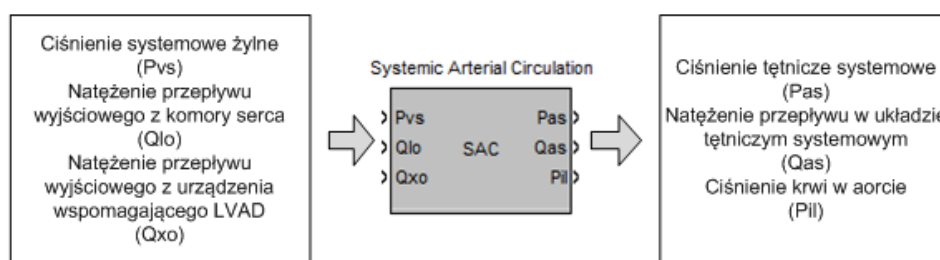 Ciśnienie systemowe żylne
(Pvs)
Natężenie przepływu
wyjściowego z komory serca
(Qlo)
Natężenie przepływu
wyjściowego z urządzenia
wspomagającego LVAD
(Qxo)
Systemic Arterial Circulation
Pvs
Qlo
Qxo
SAC
Pas
Qas
Pil
Ciśnienie tętnicze systemowe
(Pas)
Natężenie przepływu w układzie
tętniczym systemowym
(Qas)
Ciśnienie krwi w aorcie
(Pil)